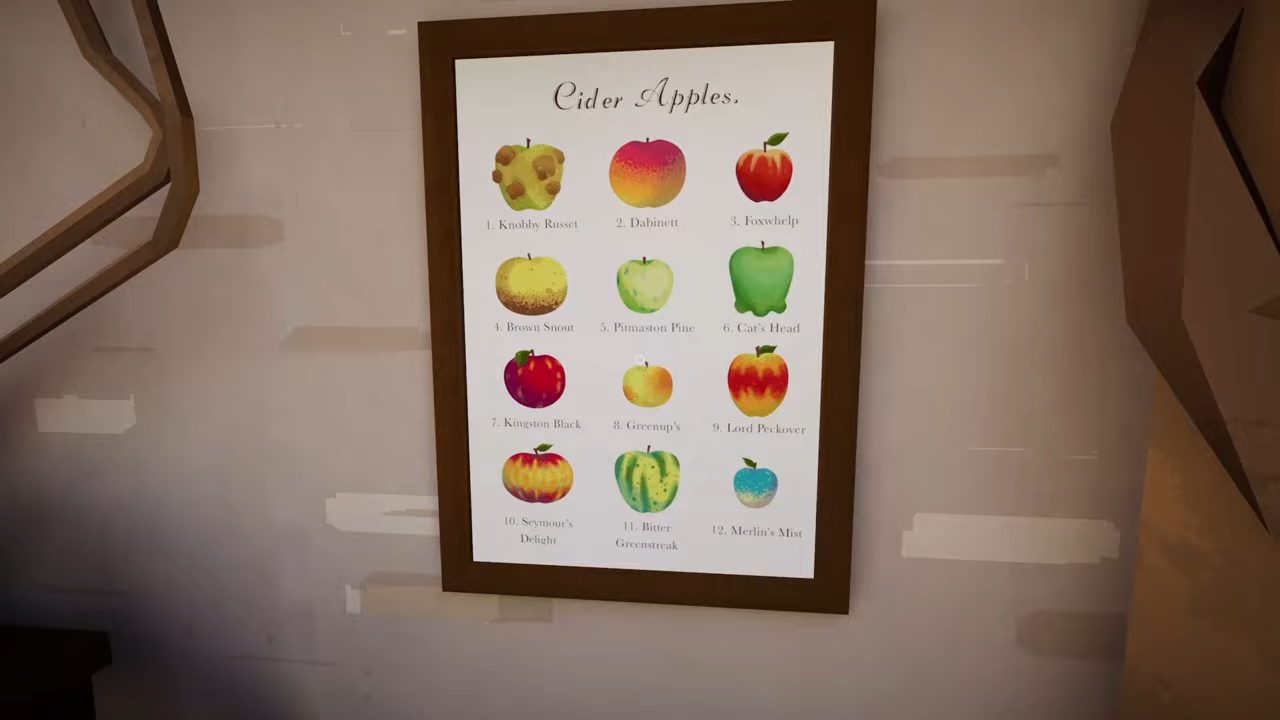 Cider Apples.
1. Knobby Russet
2. Dabinett
3. Foxwhelp
4. Brown Snout
5. Pitmaston Pine
6. Cat's Head
7. Kingston Black
8. Greenup's
9. Lord Peckover
10. Seymour's
Delight
11. Bitter
Greenstreak
12. Merlin's Mist